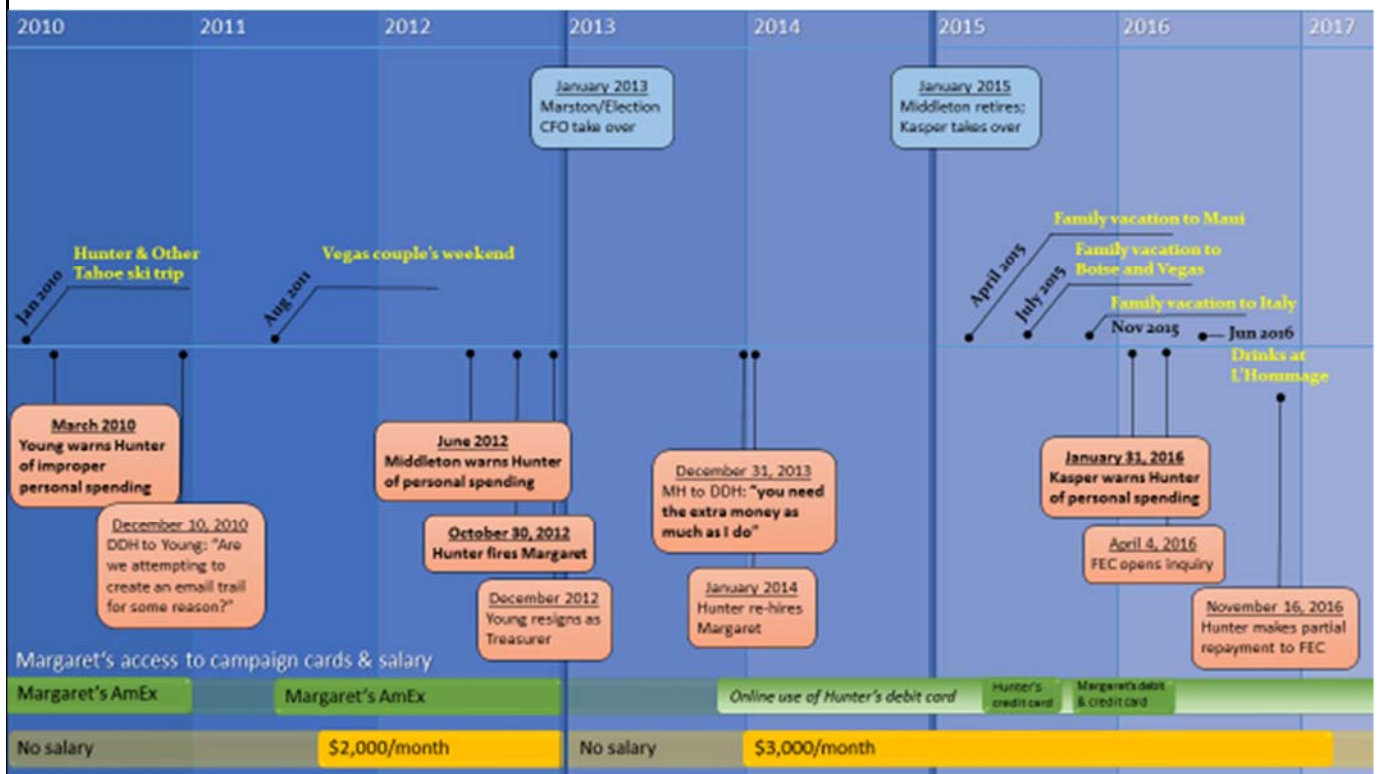 2010
2011
2012
2013
2014
2015
2016
2017
January 2013
Marston/Election
CFO take over
January 2015
Middleton retires;
Kasper takes over
Jan 2010
Hunter & Other
Tahoe ski trip
Aug 2011
Vegas couple's weekend
April 2015
Family vacation to Maui
July 2015
Family vacation to
Boise and Vegas
Nov 2015
Family vacation to Italy
Jun 2016
Drinks at
L'Hommage
March 2010
Young warns Hunter
of improper
personal spending
December 10, 2010
DDH to Young: "Are
we attempting to
create an email trail
for some reason?"
June 2012
Middleton warns Hunter
of personal spending
October 30, 2012
Hunter fires Margaret
December 2012
Young resigns as
Treasurer
December 31, 2013
MH to DDH: "you need
the extra money as
much as I do"
January 2014
Hunter re-hires
Margaret
January 31, 2016
Kasper warns Hunter
of personal spending
April 4, 2016
FEC opens inquiry
November 16, 2016
Hunter makes partial
repayment to FEC
Margaret's access to campaign cards & salary
Margaret's AmEx
Margaret's AmEx
Online use of Hunter's debit card
Hunter's
credit card
Margaret's debit
& credit card
No salary
$2,000/month
No salary
$3,000/month